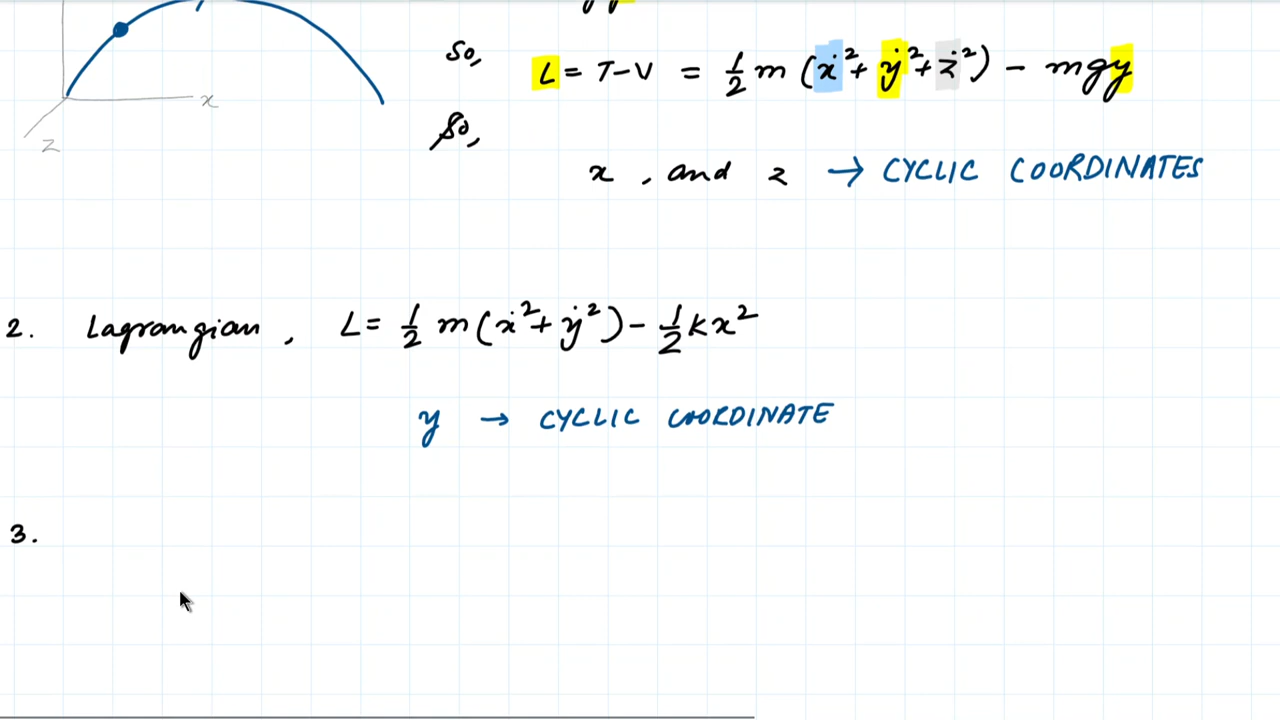 So,
L = T-V = 1/2 m (ẋ² + ẏ² + ż²) - mgy
x
So,
z
x , and z → CYCLIC COORDINATES
2. Lagrangian , L = 1/2 m(ẋ² + ẏ²) - 1/2 kx²
y → CYCLIC COORDINATE
3.